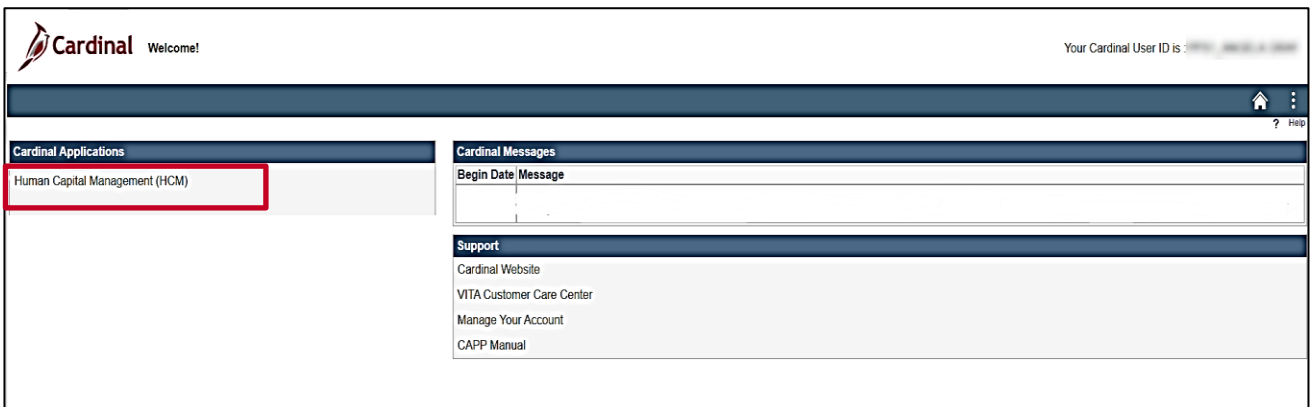 Cardinal Welcome!
Your Cardinal User ID is :
? Help
Cardinal Applications
Human Capital Management (HCM)
Cardinal Messages
Begin Date Message
Support
Cardinal Website
VITA Customer Care Center
Manage Your Account
CAPP Manual